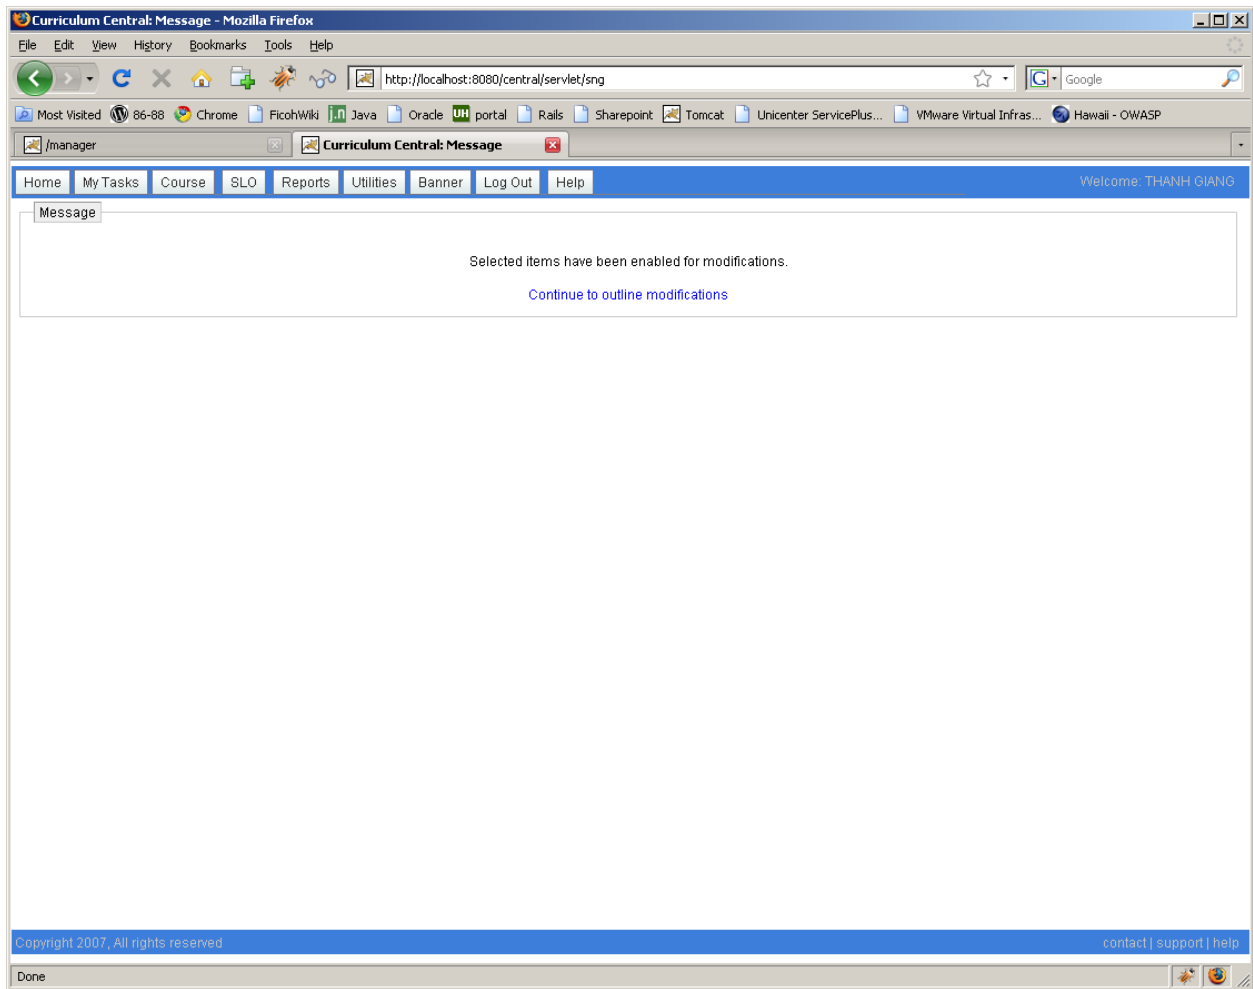 Curriculum Central: Message - Mozilla Firefox
File Edit View History Bookmarks Tools Help
http://localhost:8080/central/servlet/sng G Google
Most Visited 86-88 Chrome FicohWiki j.n Java Oracle UH portal Rails Sharepoint Tomcat Unicenter ServicePlus... VMware Virtual Infras... Hawaii - OWASP
/manager Curriculum Central: Message
Home My Tasks Course SLO Reports Utilities Banner Log Out Help Welcome: THANH GIANG
Message
Selected items have been enabled for modifications.
Continue to outline modifications
Copyright 2007, All rights reserved contact | support | help
Done